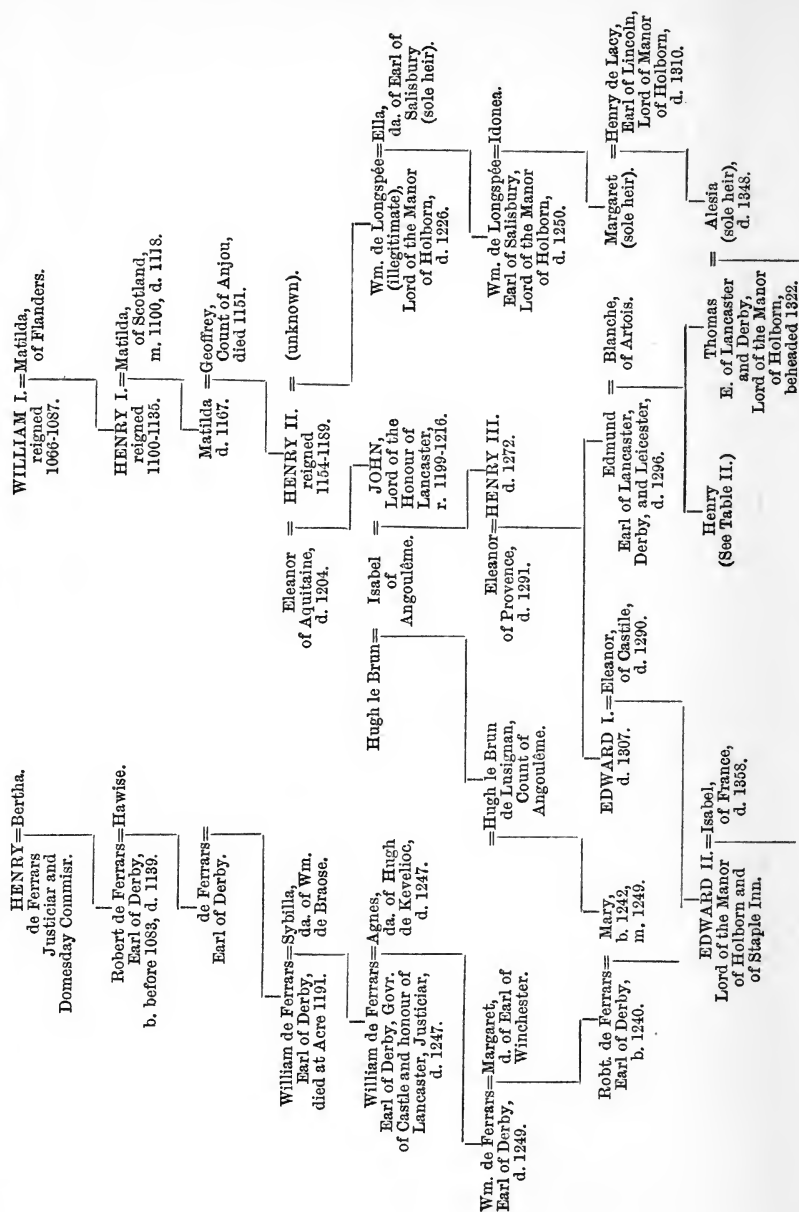 WILLIAM I.=Matilda,
reigned of Flanders.
1066-1087.
HENRY I.=Matilda,
reigned of Scotland,
1100-1135. m. 1100, d. 1118.
Matilda =Geoffrey,
d. 1167. Count of Anjou,
died 1151.
Eleanor = HENRY II. = (unknown).
of Aquitaine, reigned
d. 1204. 1154-1189.
Wm. de Longspée=Ella,
(illegitimate), da. of Earl of
Lord of the Manor Salisbury
of Holborn, (sole heir).
d. 1226.
Hugh le Brun= Isabel = JOHN,
of Lord of the
Angoulême. Honour of
Lancaster,
r. 1199-1216.
Wm. de Longspée=Idonea.
Earl of Salisbury,
Lord of the Manor
of Holborn,
d. 1250.
Eleanor=HENRY III.
of Provence, d. 1272.
d. 1291.
Margaret =Henry de Lacy,
(sole heir). Earl of Lincoln,
Lord of Manor
of Holborn,
d. 1310.
=Hugh le Brun
de Lusignan,
Count of
Angoulême.
EDWARD I.=Eleanor,
d. 1307. of Castile,
d. 1290.
Edmund = Blanche,
Earl of Lancaster, of Artois.
Derby, and Leicester,
d. 1296.
Henry
(See Table II.)
Thomas = Alesia
E. of Lancaster (sole heir),
and Derby, d. 1348.
Lord of the Manor
of Holborn,
beheaded 1322.
HENRY=Bertha.
de Ferrars
Justiciar and
Domesday Commisr.
Robert de Ferrars=Hawise.
Earl of Derby,
b. before 1083, d. 1139.
de Ferrars=
Earl of Derby.
William de Ferrars=Sybilla,
Earl of Derby, da. of Wm.
died at Acre 1191. de Braose.
William de Ferrars=Agnes,
Earl of Derby, Govr. da. of Hugh
of Castle and honour of de Kevelioc,
Lancaster, Justiciar, d. 1247.
d. 1247.
Wm. de Ferrars=Margaret,
Earl of Derby, d. of Earl of
d. 1249. Winchester.
Robt. de Ferrars= Mary,
Earl of Derby, b. 1242,
b. 1240. m. 1249.
EDWARD II.=Isabel,
Lord of the Manor of France,
of Holborn and d. 1358.
of Staple Inn.